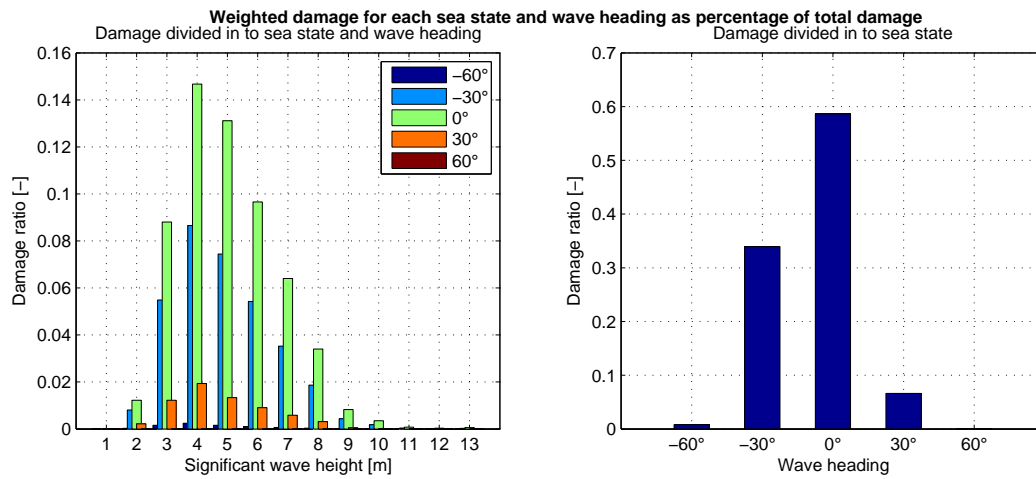 Weighted damage for each sea state and wave heading as percentage of total damage
Damage divided in to sea state and wave heading
0.16
0.14
0.12
0.1
0.08
0.06
0.04
0.02
0
Damage ratio [−]
1 2 3 4 5 6 7 8 9 10 11 12 13
Significant wave height [m]
−60°
−30°
0°
30°
60°
Damage divided in to sea state
0.7
0.6
0.5
0.4
0.3
0.2
0.1
0
Damage ratio [−]
−60° −30° 0° 30° 60°
Wave heading